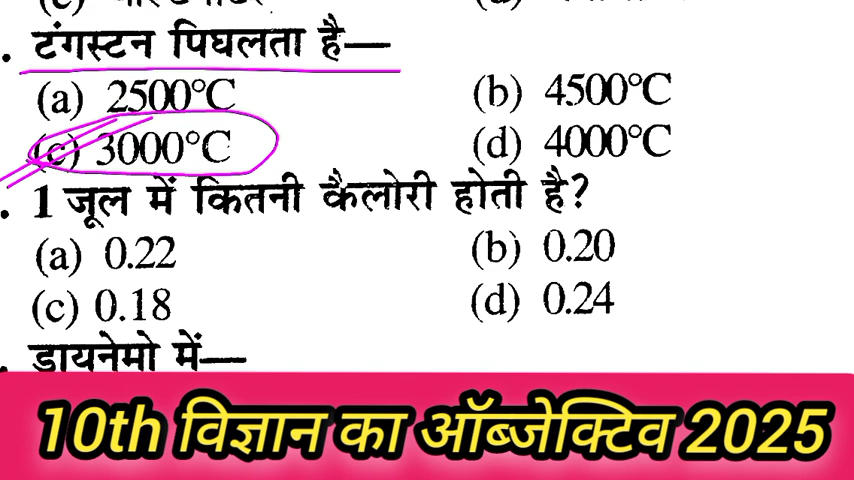 . टंगस्टन पिघलता है—
(a) 2500°C (b) 4500°C
(c) 3000°C (d) 4000°C
. 1 जूल में कितनी कैलोरी होती है?
(a) 0.22 (b) 0.20
(c) 0.18 (d) 0.24
. डायनेमो में—
10th विज्ञान का ऑब्जेक्टिव 2025